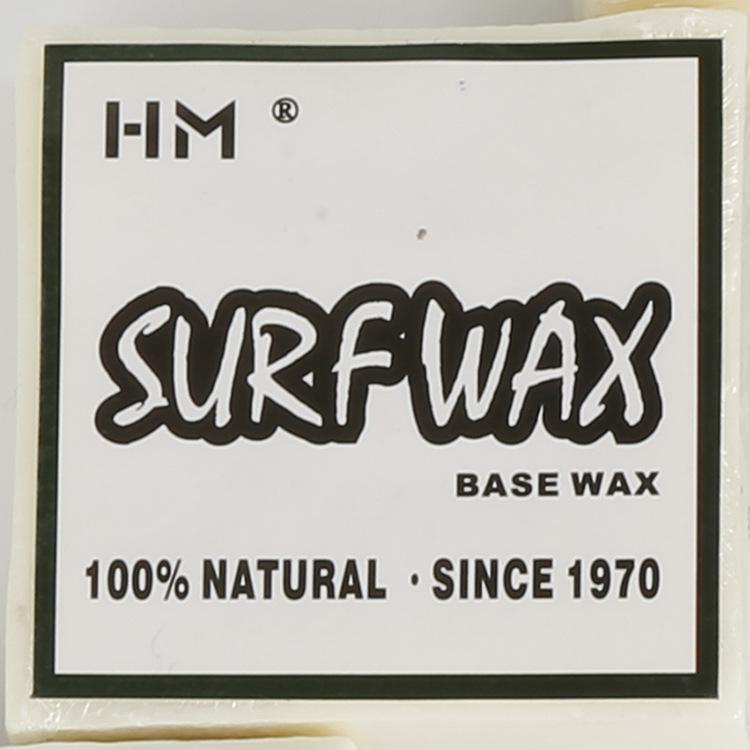 HM ®
SURF WAX
BASE WAX
100% NATURAL · SINCE 1970